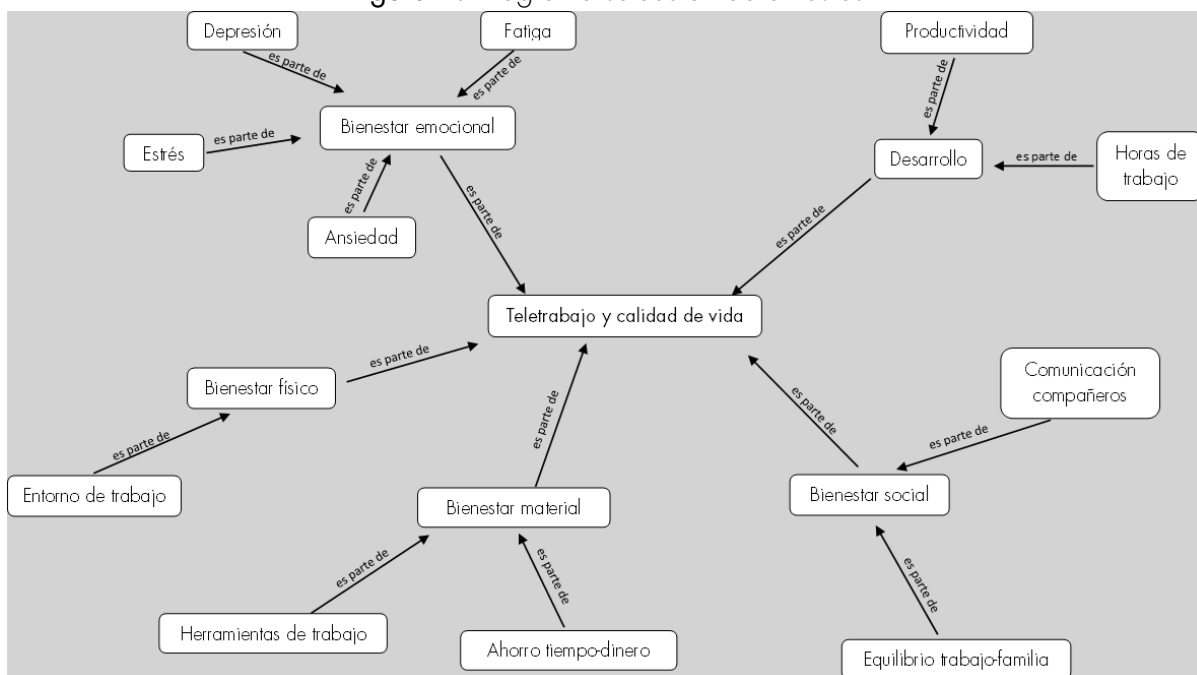 Depresión
Fatiga
Productividad
es parte de
es parte de
es parte de
Bienestar emocional
Estrés
es parte de
Desarrollo
es parte de
Horas de
trabajo
es parte de
Ansiedad
es parte de
es parte de
Teletrabajo y calidad de vida
es parte de
Bienestar físico
es parte de
es parte de
Comunicación
compañeros
es parte de
es parte de
Entorno de trabajo
Bienestar material
Bienestar social
es parte de
es parte de
es parte de
Herramientas de trabajo
Ahorro tiempo-dinero
Equilibrio trabajo-familia